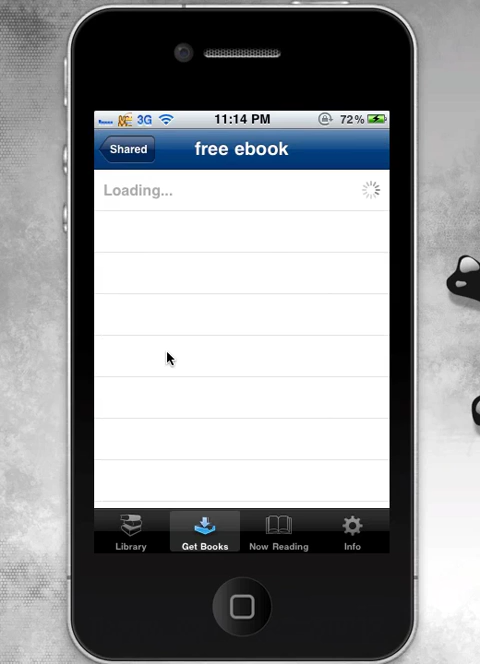 3G 11:14 PM 72%
Shared free ebook
Loading...
Library Get Books Now Reading Info